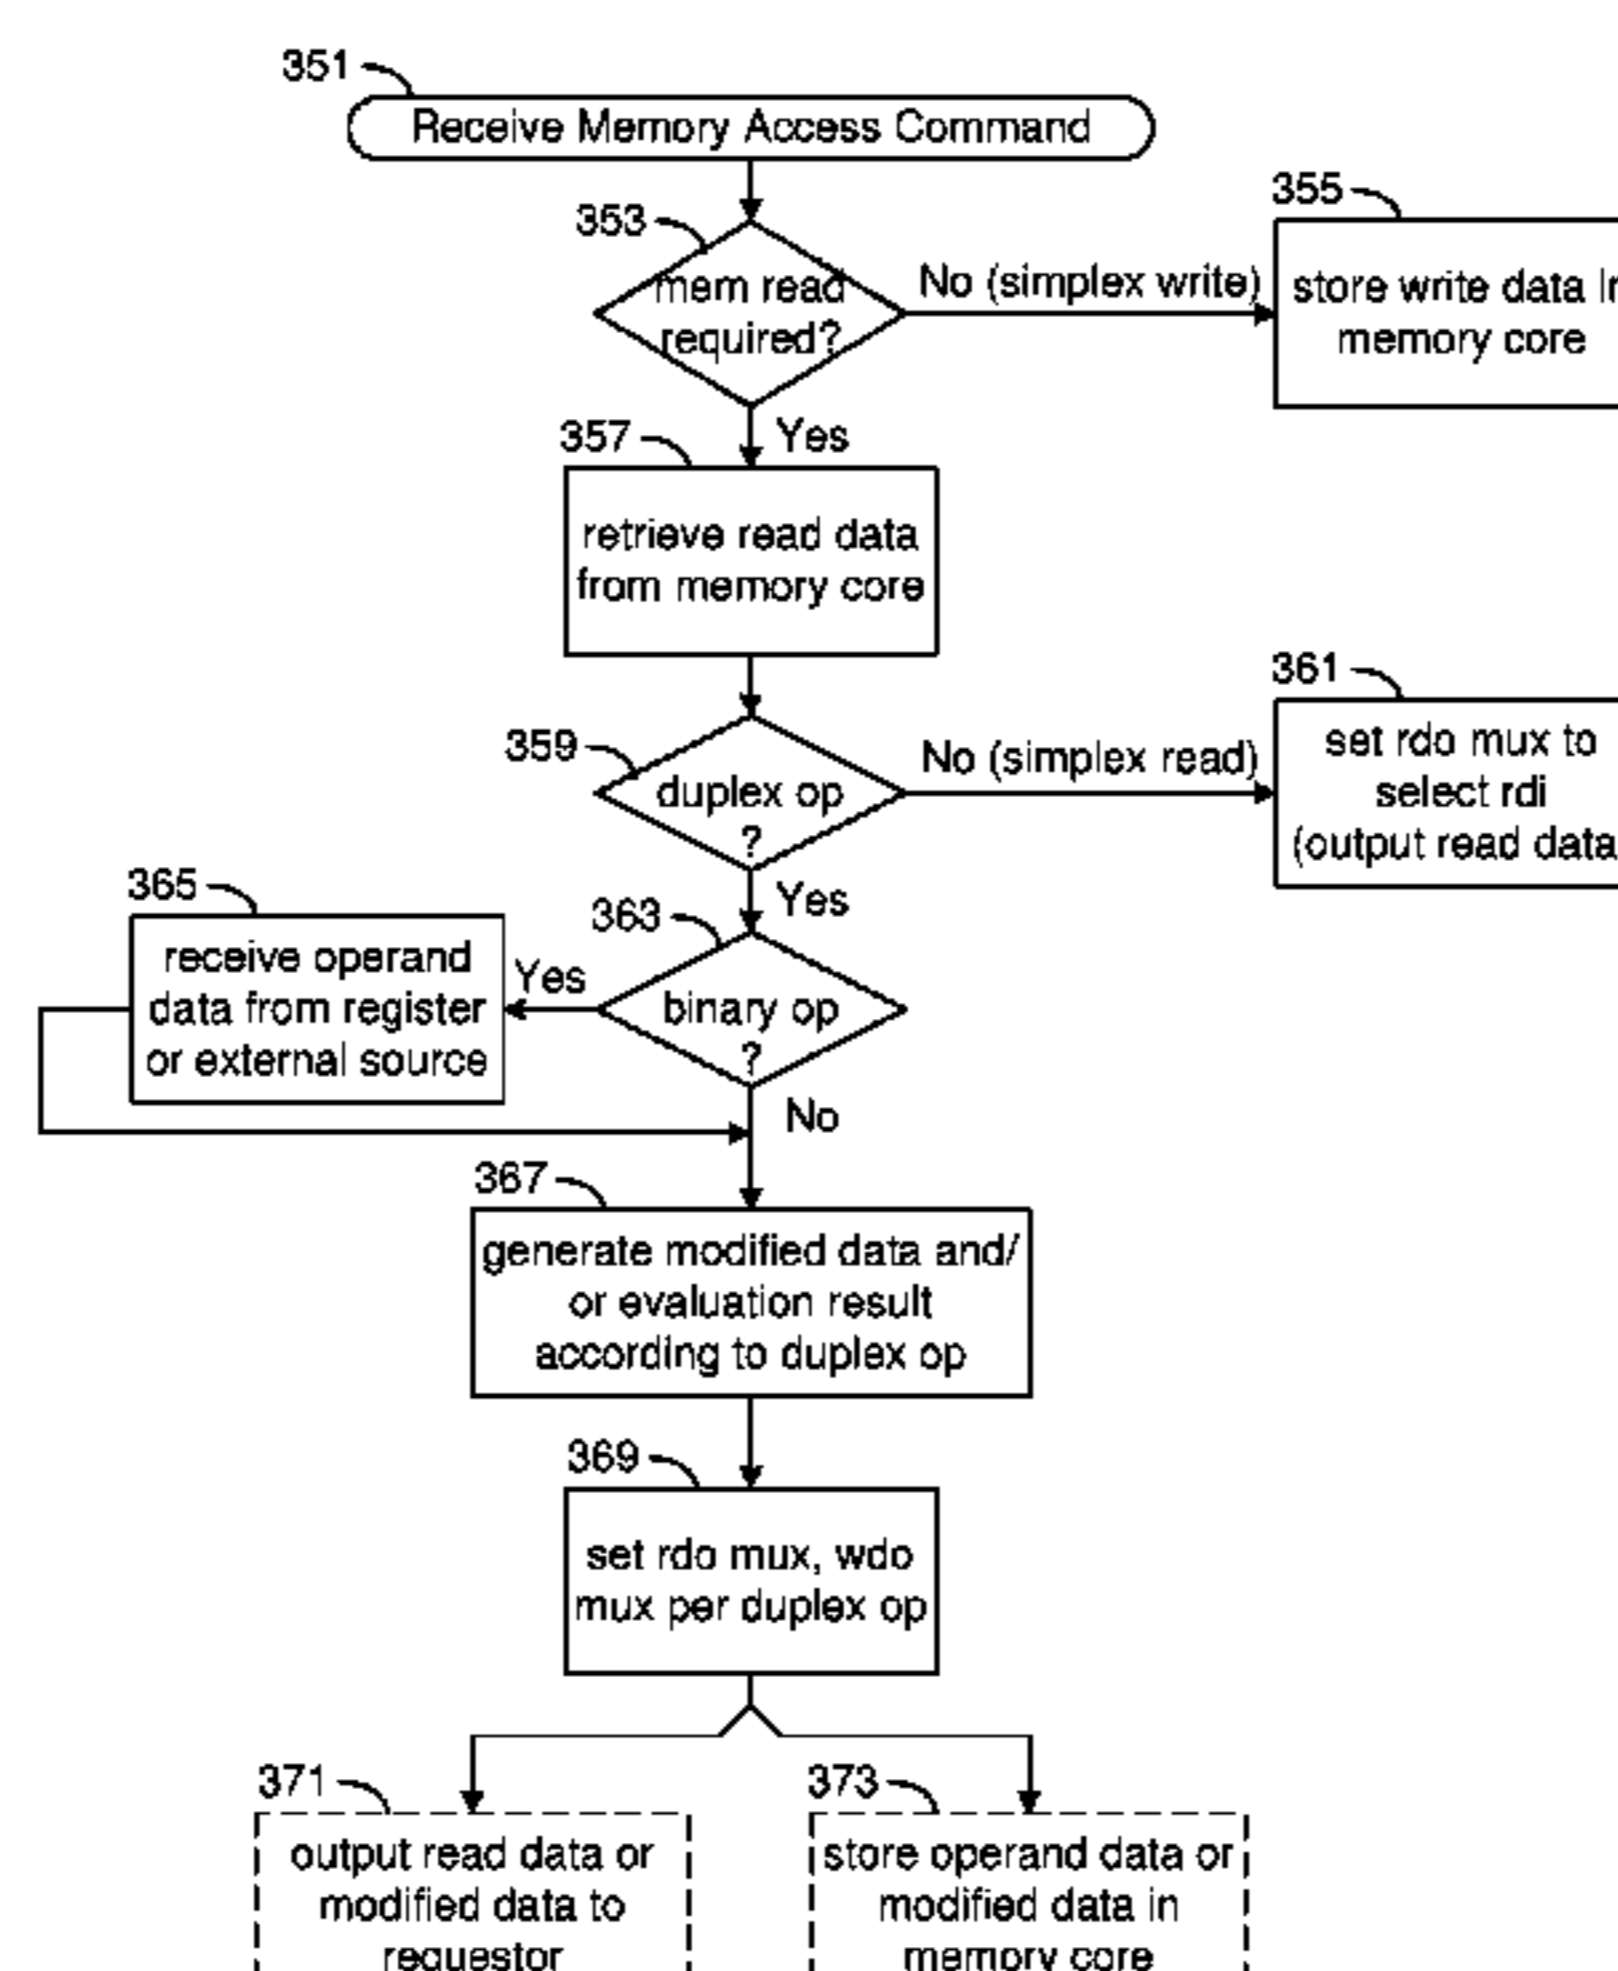 351
Receive Memory Access Command
353
mem read
required?
No (simplex write)
355
store write data
memory core
Yes
357
retrieve read data
from memory core
359
duplex op
?
No (simplex read)
361
set rdo mux to
select rdi
(output read data
Yes
363
binary op
?
Yes
365
receive operand
data from register
or external source
No
367
generate modified data and/
or evaluation result
according to duplex op
369
set rdo mux, wdo
mux per duplex op
371
output read data or
modified data to
requestor
373
store operand data or
modified data in
memory core